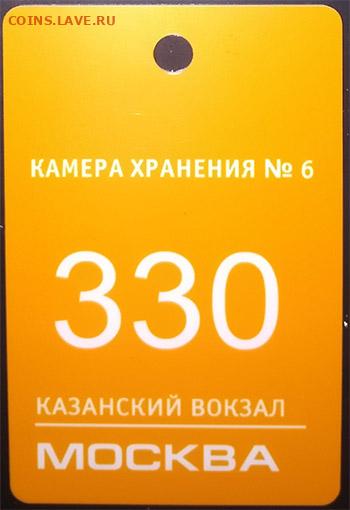 COINS.LAVE.RU
КАМЕРА ХРАНЕНИЯ № 6
330
КАЗАНСКИЙ ВОКЗАЛ
МОСКВА